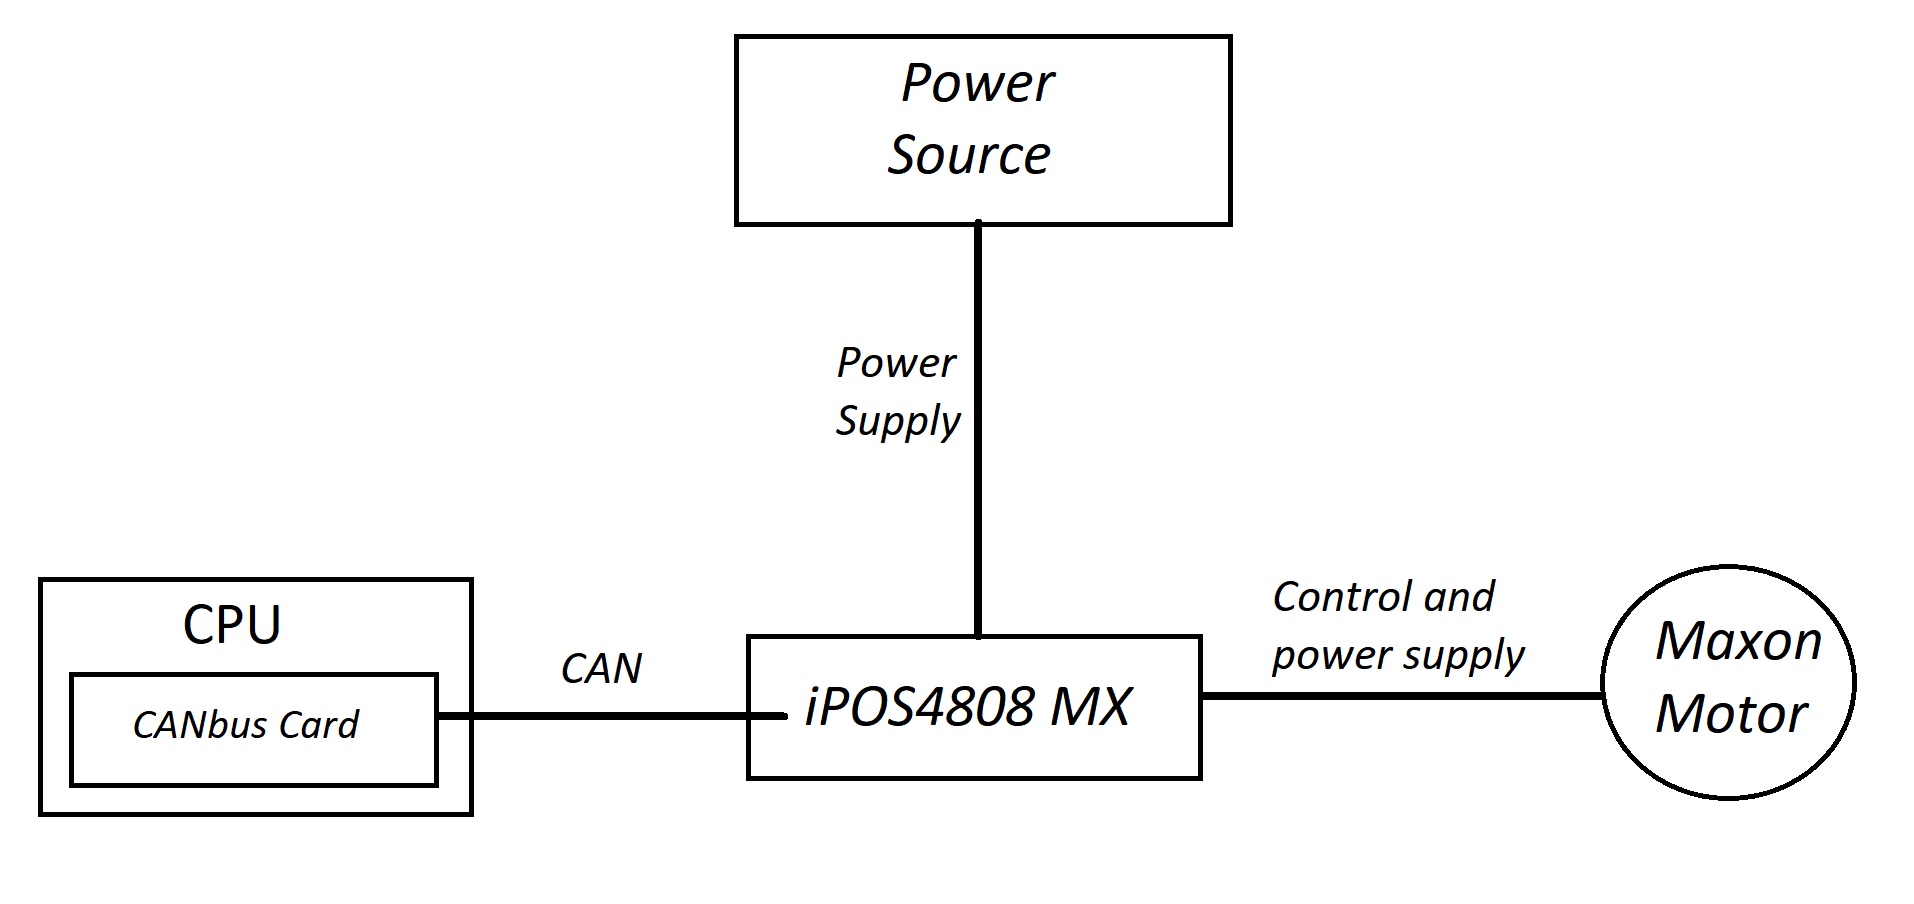 Power
Source
Power
Supply
CPU
CANbus Card
CAN
iPOS4808 MX
Control and
power supply
Maxon
Motor